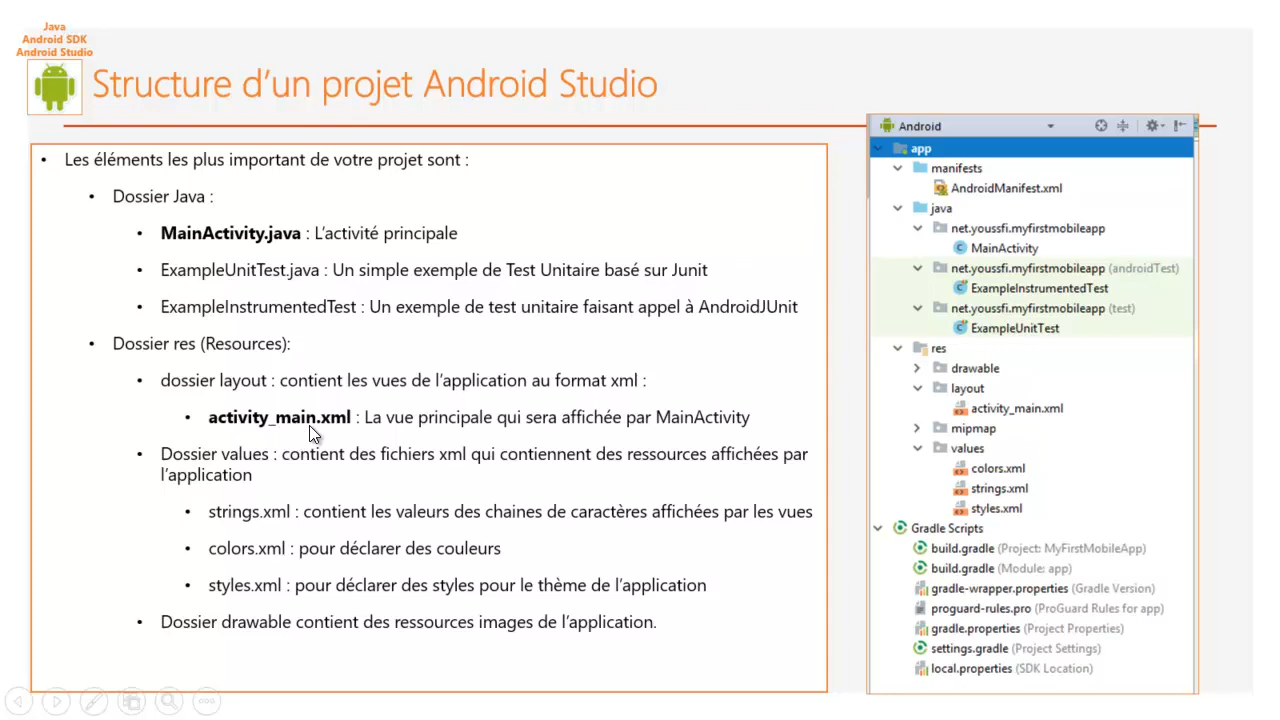 Java
Android SDK
Android Studio
Structure d’un projet Android Studio
• Les éléments les plus important de votre projet sont :
• Dossier Java :
• MainActivity.java : L’activité principale
• ExampleUnitTest.java : Un simple exemple de Test Unitaire basé sur Junit
• ExampleInstrumentedTest : Un exemple de test unitaire faisant appel à AndroidJUnit
• Dossier res (Resources):
• dossier layout : contient les vues de l’application au format xml :
• activity_main.xml : La vue principale qui sera affichée par MainActivity
• Dossier values : contient des fichiers xml qui contiennent des ressources affichées par
l’application
• strings.xml : contient les valeurs des chaines de caractères affichées par les vues
• colors.xml : pour déclarer des couleurs
• styles.xml : pour déclarer des styles pour le thème de l’application
• Dossier drawable contient des ressources images de l’application.
Android
app
manifests
AndroidManifest.xml
java
net.youssfi.myfirstmobileapp
MainActivity
net.youssfi.myfirstmobileapp (androidTest)
ExampleInstrumentedTest
net.youssfi.myfirstmobileapp (test)
ExampleUnitTest
res
drawable
layout
activity_main.xml
mipmap
values
colors.xml
strings.xml
styles.xml
Gradle Scripts
build.gradle (Project: MyFirstMobileApp)
build.gradle (Module: app)
gradle-wrapper.properties (Gradle Version)
proguard-rules.pro (ProGuard Rules for app)
gradle.properties (Project Properties)
settings.gradle (Project Settings)
local.properties (SDK Location)